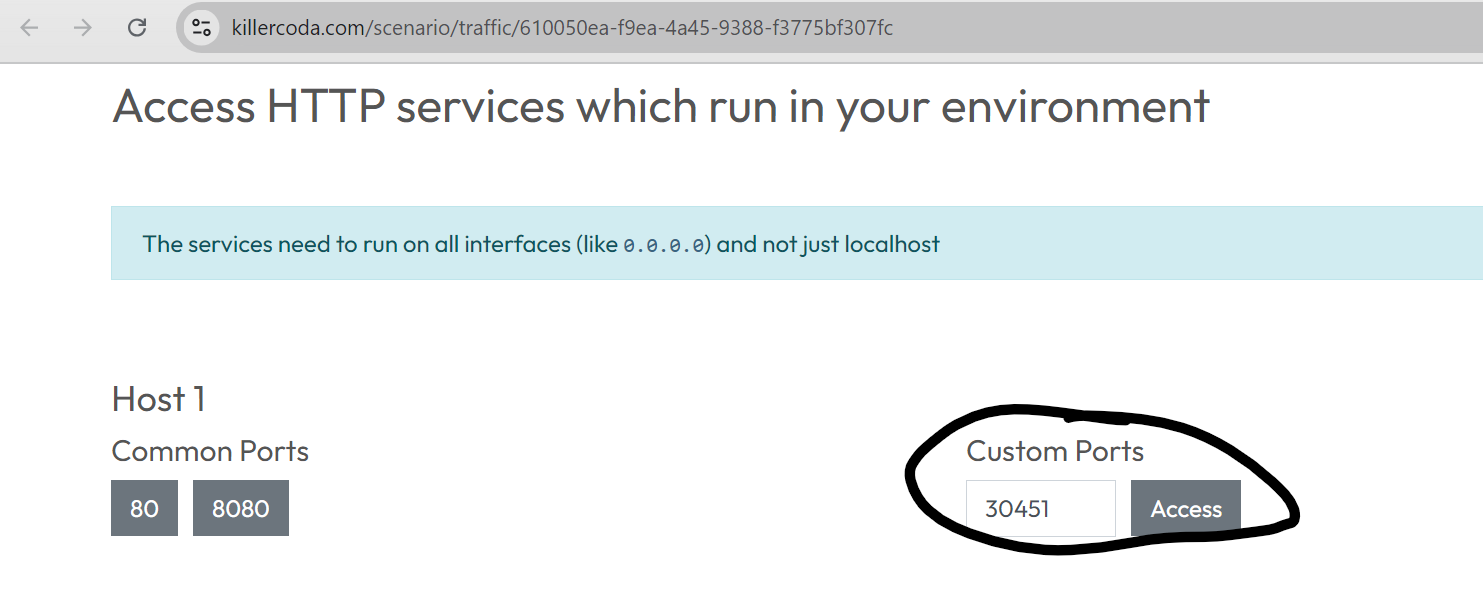 killercoda.com/scenario/traffic/610050ea-f9ea-4a45-9388-f3775bf307fc
Access HTTP services which run in your environment
The services need to run on all interfaces (like 0.0.0.0) and not just localhost
Host 1
Common Ports
80 8080
Custom Ports
30451 Access